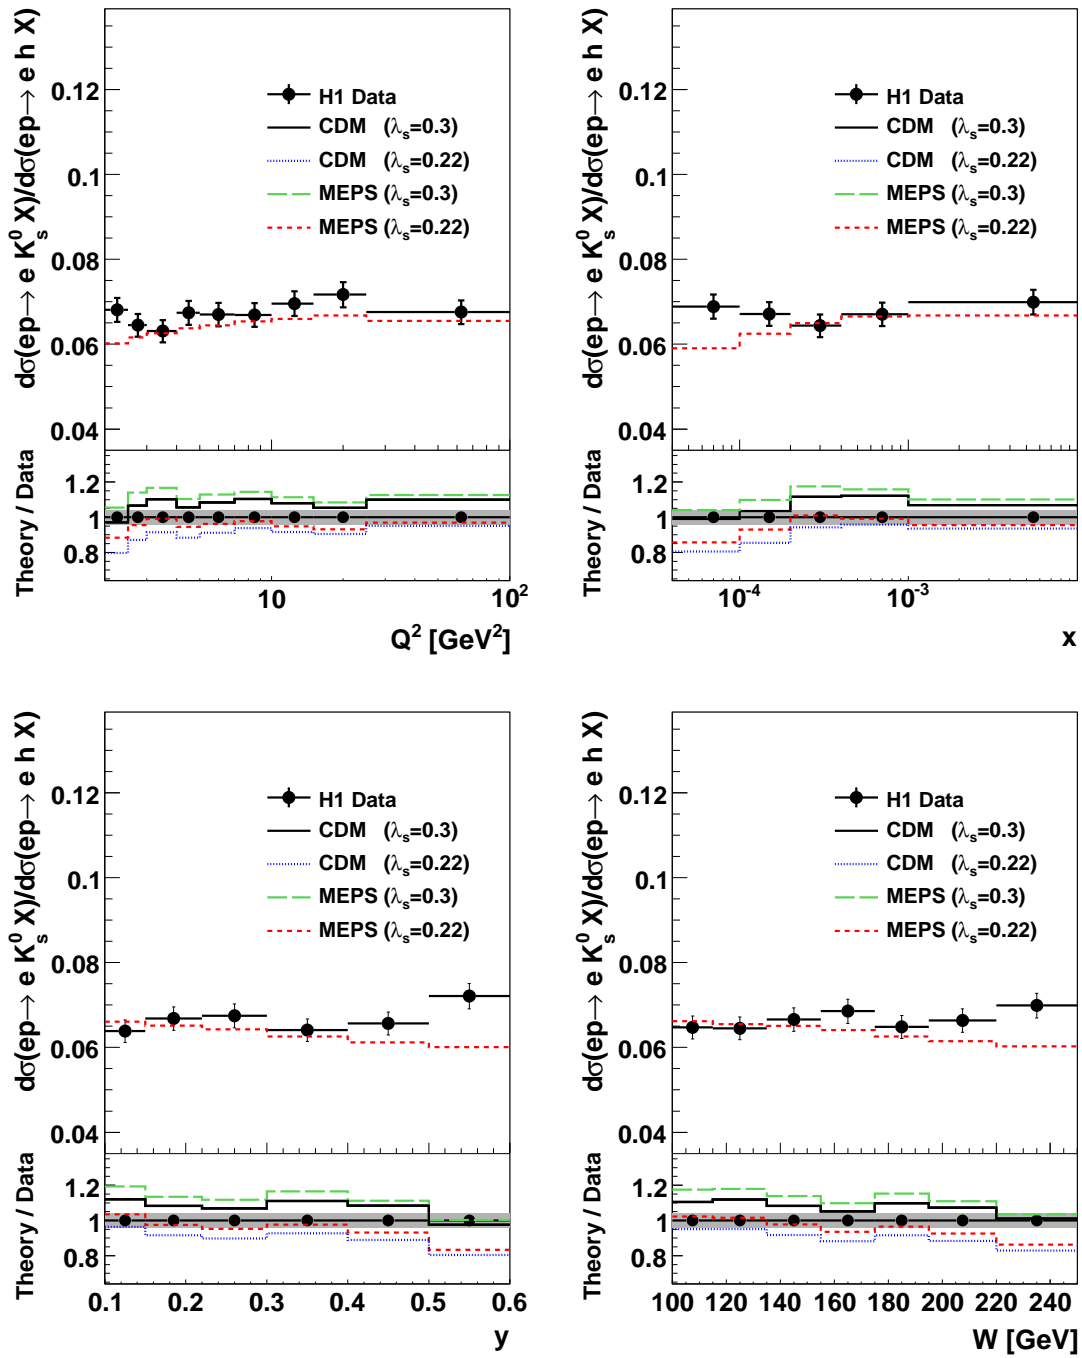 dσ(ep→ e K⁰ₛ X)/dσ(ep→ e h X)
0.12
0.1
0.08
0.06
0.04
H1 Data
CDM (λₛ=0.3)
CDM (λₛ=0.22)
MEPS (λₛ=0.3)
MEPS (λₛ=0.22)
Theory / Data
1.2
1
0.8
10
10²
Q² [GeV²]
dσ(ep→ e K⁰ₛ X)/dσ(ep→ e h X)
0.12
0.1
0.08
0.06
0.04
H1 Data
CDM (λₛ=0.3)
CDM (λₛ=0.22)
MEPS (λₛ=0.3)
MEPS (λₛ=0.22)
Theory / Data
1.2
1
0.8
10⁻⁴
10⁻³
x
dσ(ep→ e K⁰ₛ X)/dσ(ep→ e h X)
0.12
0.1
0.08
0.06
0.04
H1 Data
CDM (λₛ=0.3)
CDM (λₛ=0.22)
MEPS (λₛ=0.3)
MEPS (λₛ=0.22)
Theory / Data
1.2
1
0.8
0.1 0.2 0.3 0.4 0.5 0.6
y
dσ(ep→ e K⁰ₛ X)/dσ(ep→ e h X)
0.12
0.1
0.08
0.06
0.04
H1 Data
CDM (λₛ=0.3)
CDM (λₛ=0.22)
MEPS (λₛ=0.3)
MEPS (λₛ=0.22)
Theory / Data
1.2
1
0.8
100 120 140 160 180 200 220 240
W [GeV]